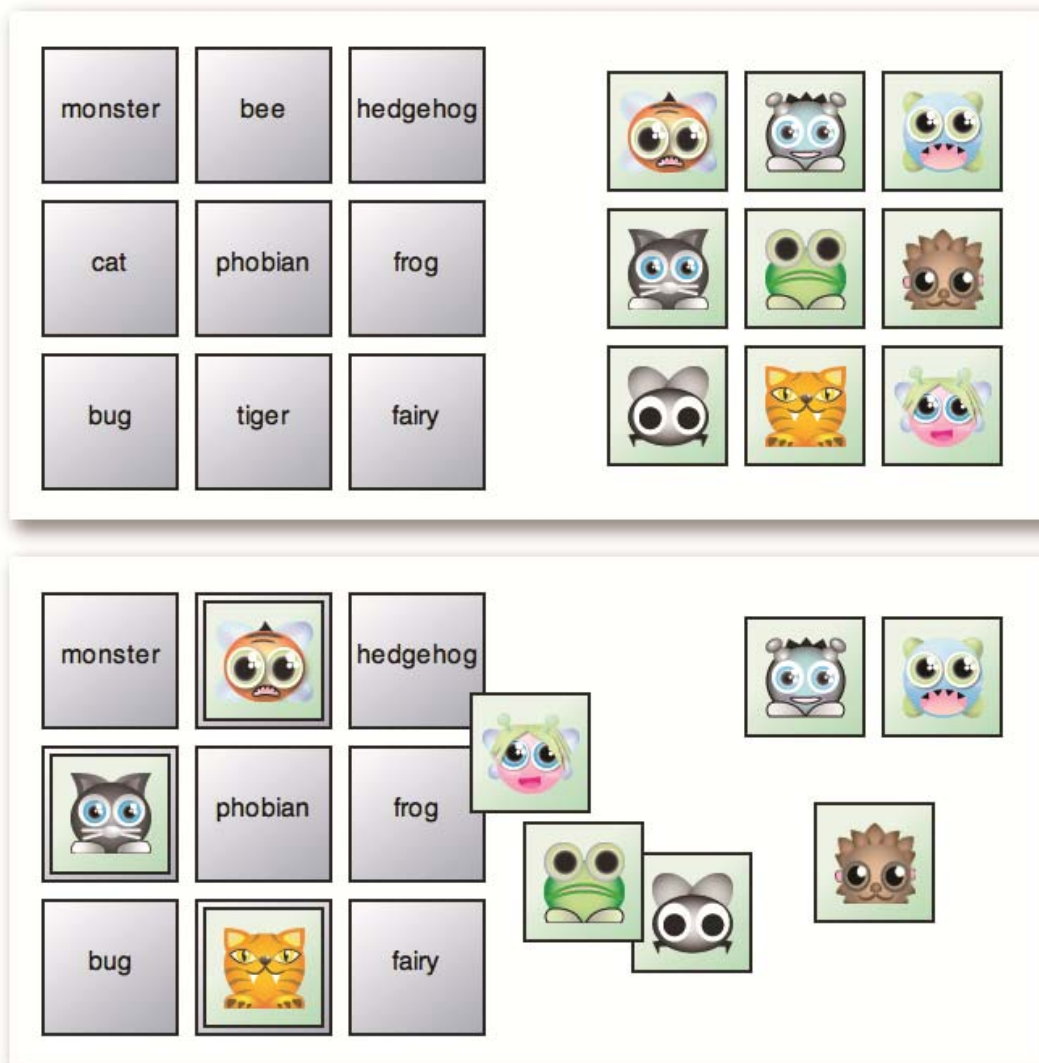 monster bee hedgehog
cat phobian frog
bug tiger fairy
monster hedgehog
phobian frog
bug fairy